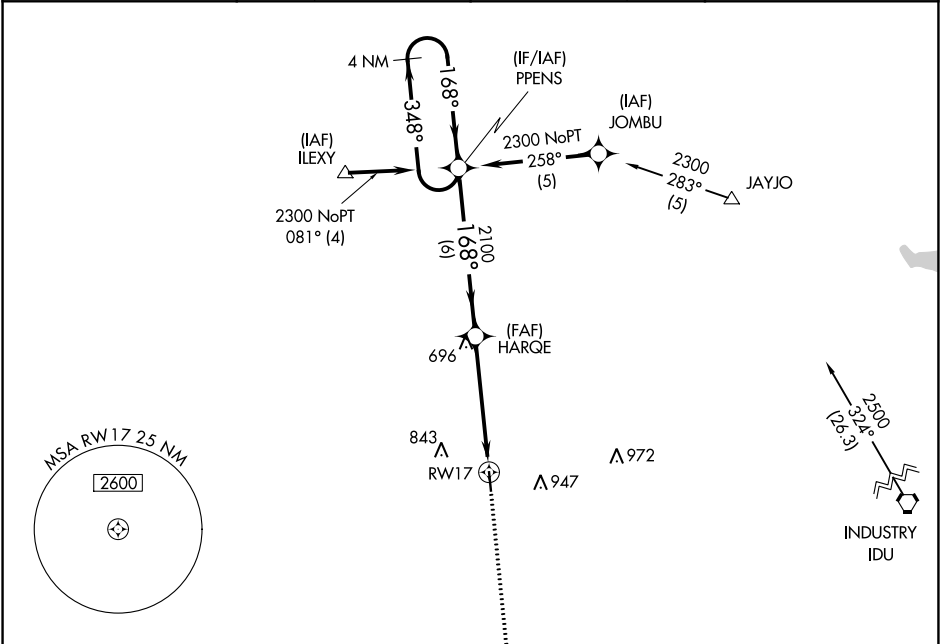 4 NM
168°
348°
(IF/IAF)
PPENS
(IAF)
JOMBU
(IAF)
ILEXY
2300 NoPT
258°
(5)
2300
283°
(5)
JAYJO
2300 NoPT
081° (4)
2100
168°
(6)
(FAF)
HARQE
696
2500
324°
(26.3)
843
RW17
947
972
MSA RW17 25 NM
2600
INDUSTRY
IDU